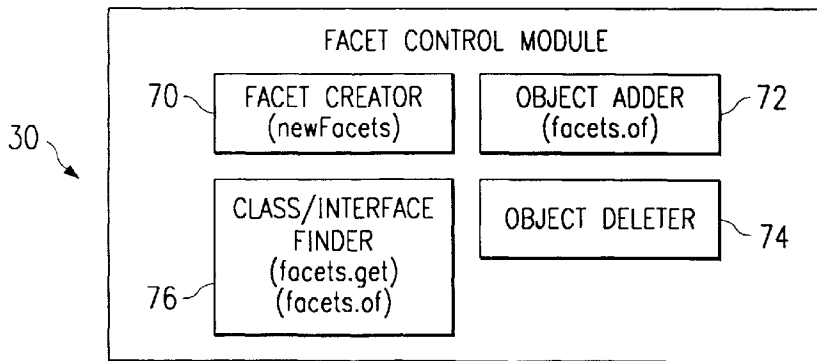 FACET CONTROL MODULE
70
FACET CREATOR
(newFacets)
OBJECT ADDER
(facets.of)
72
30
CLASS/INTERFACE
FINDER
(facets.get)
(facets.of)
76
OBJECT DELETER
74